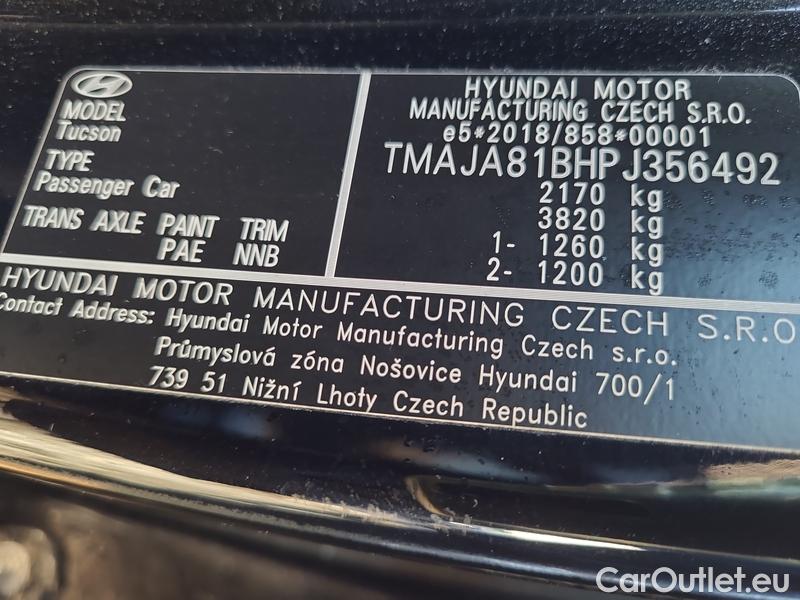 MODEL
Tucson
TYPE
Passenger Car
TRANS AXLE PAINT TRIM
PAE NNB
HYUNDAI MOTOR
MANUFACTURING CZECH S.R.O.
e5*2018/858*00001
TMAJA81BHPJ356492
2170 kg
3820 kg
1- 1260 kg
2- 1200 kg
HYUNDAI MOTOR MANUFACTURING CZECH S.R.O
Contact Address: Hyundai Motor Manufacturing Czech s.r.o.
Průmyslová zóna Nošovice Hyundai 700/1
739 51 Nižní Lhoty Czech Republic
CarOutlet.eu